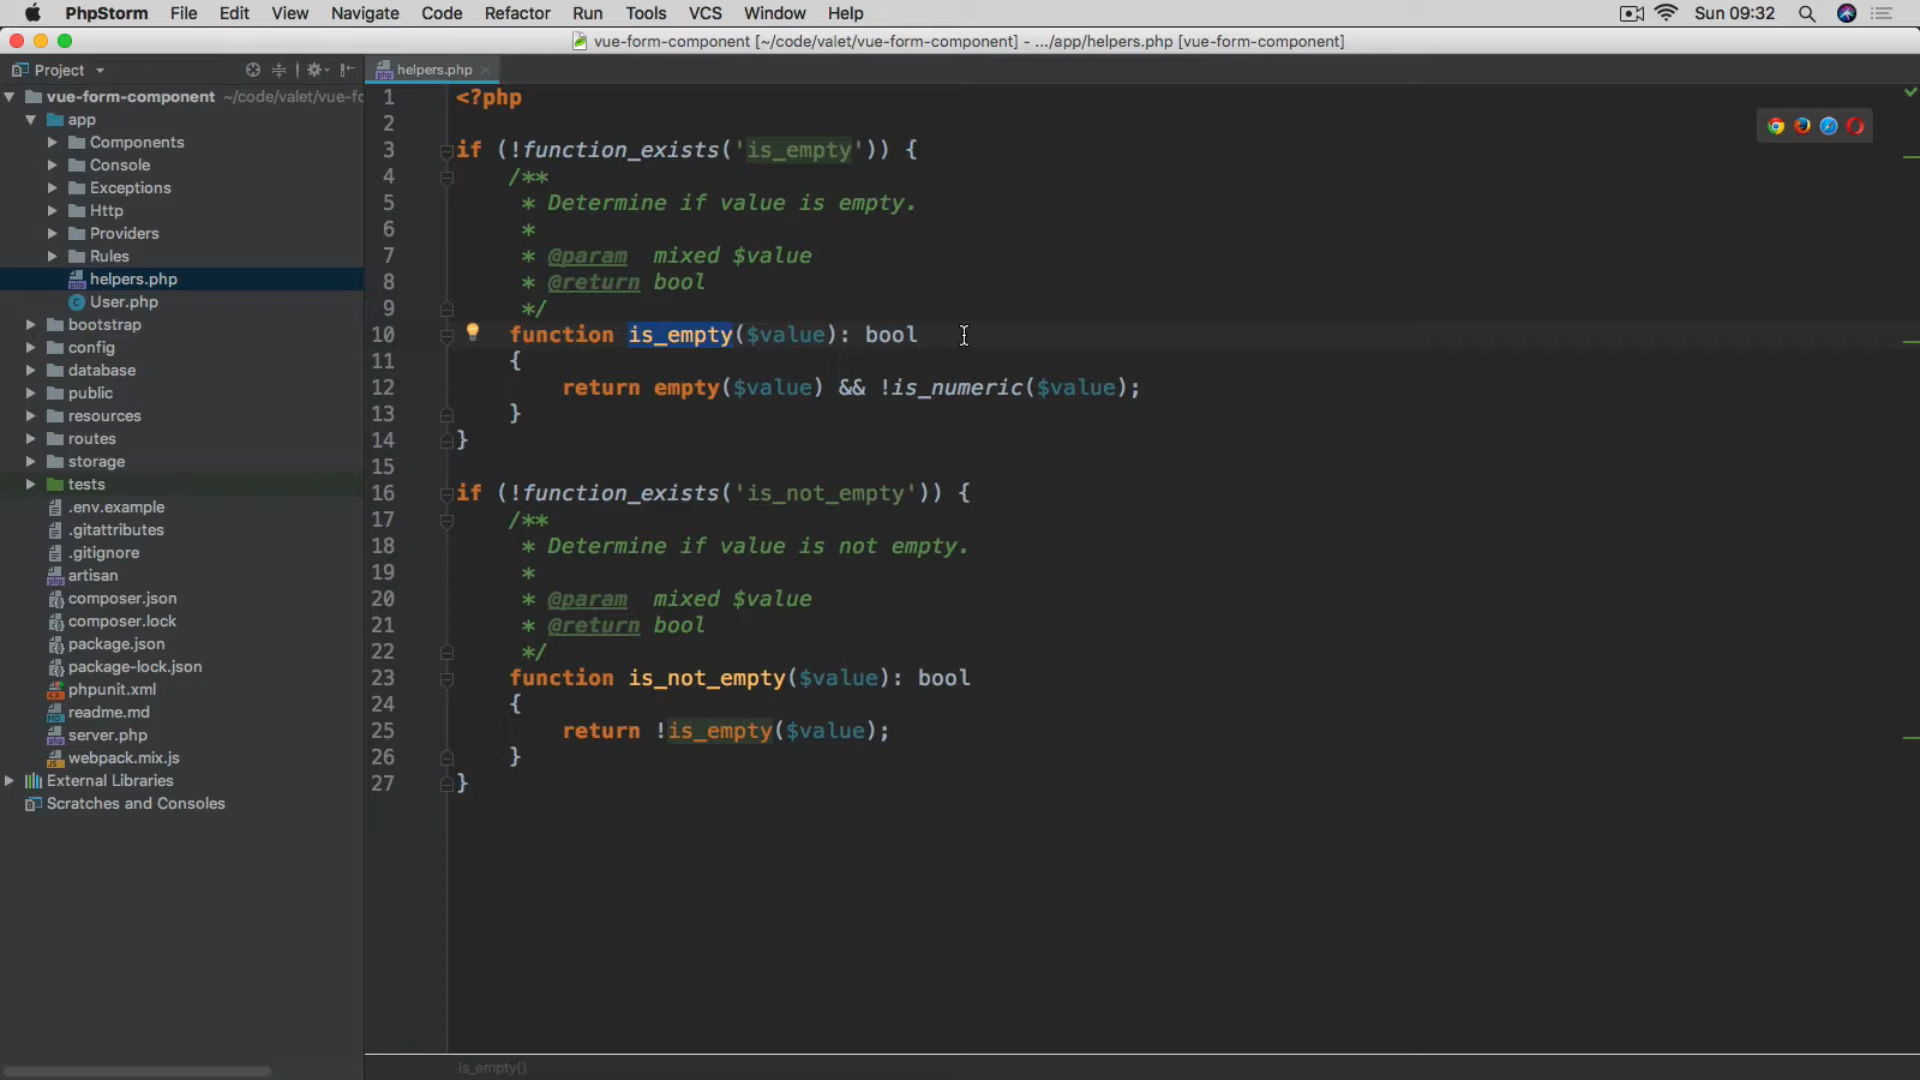 PhpStorm File Edit View Navigate Code Refactor Run Tools VCS Window Help Sun 09:32
vue-form-component [~/code/valet/vue-form-component] - .../app/helpers.php [vue-form-component]
Project
helpers.php
vue-form-component ~/code/valet/vue-fo
app
Components
Console
Exceptions
Http
Providers
Rules
helpers.php
User.php
bootstrap
config
database
public
resources
routes
storage
tests
.env.example
.gitattributes
.gitignore
artisan
composer.json
composer.lock
package.json
package-lock.json
phpunit.xml
readme.md
server.php
webpack.mix.js
External Libraries
Scratches and Consoles
1 <?php
2
3 if (!function_exists('is_empty')) {
4 /**
5 * Determine if value is empty.
6 *
7 * @param  mixed $value
8 * @return bool
9 */
10 function is_empty($value): bool
11 {
12 return empty($value) && !is_numeric($value);
13 }
14 }
15
16 if (!function_exists('is_not_empty')) {
17 /**
18 * Determine if value is not empty.
19 *
20 * @param  mixed $value
21 * @return bool
22 */
23 function is_not_empty($value): bool
24 {
25 return !is_empty($value);
26 }
27 }
is_empty()